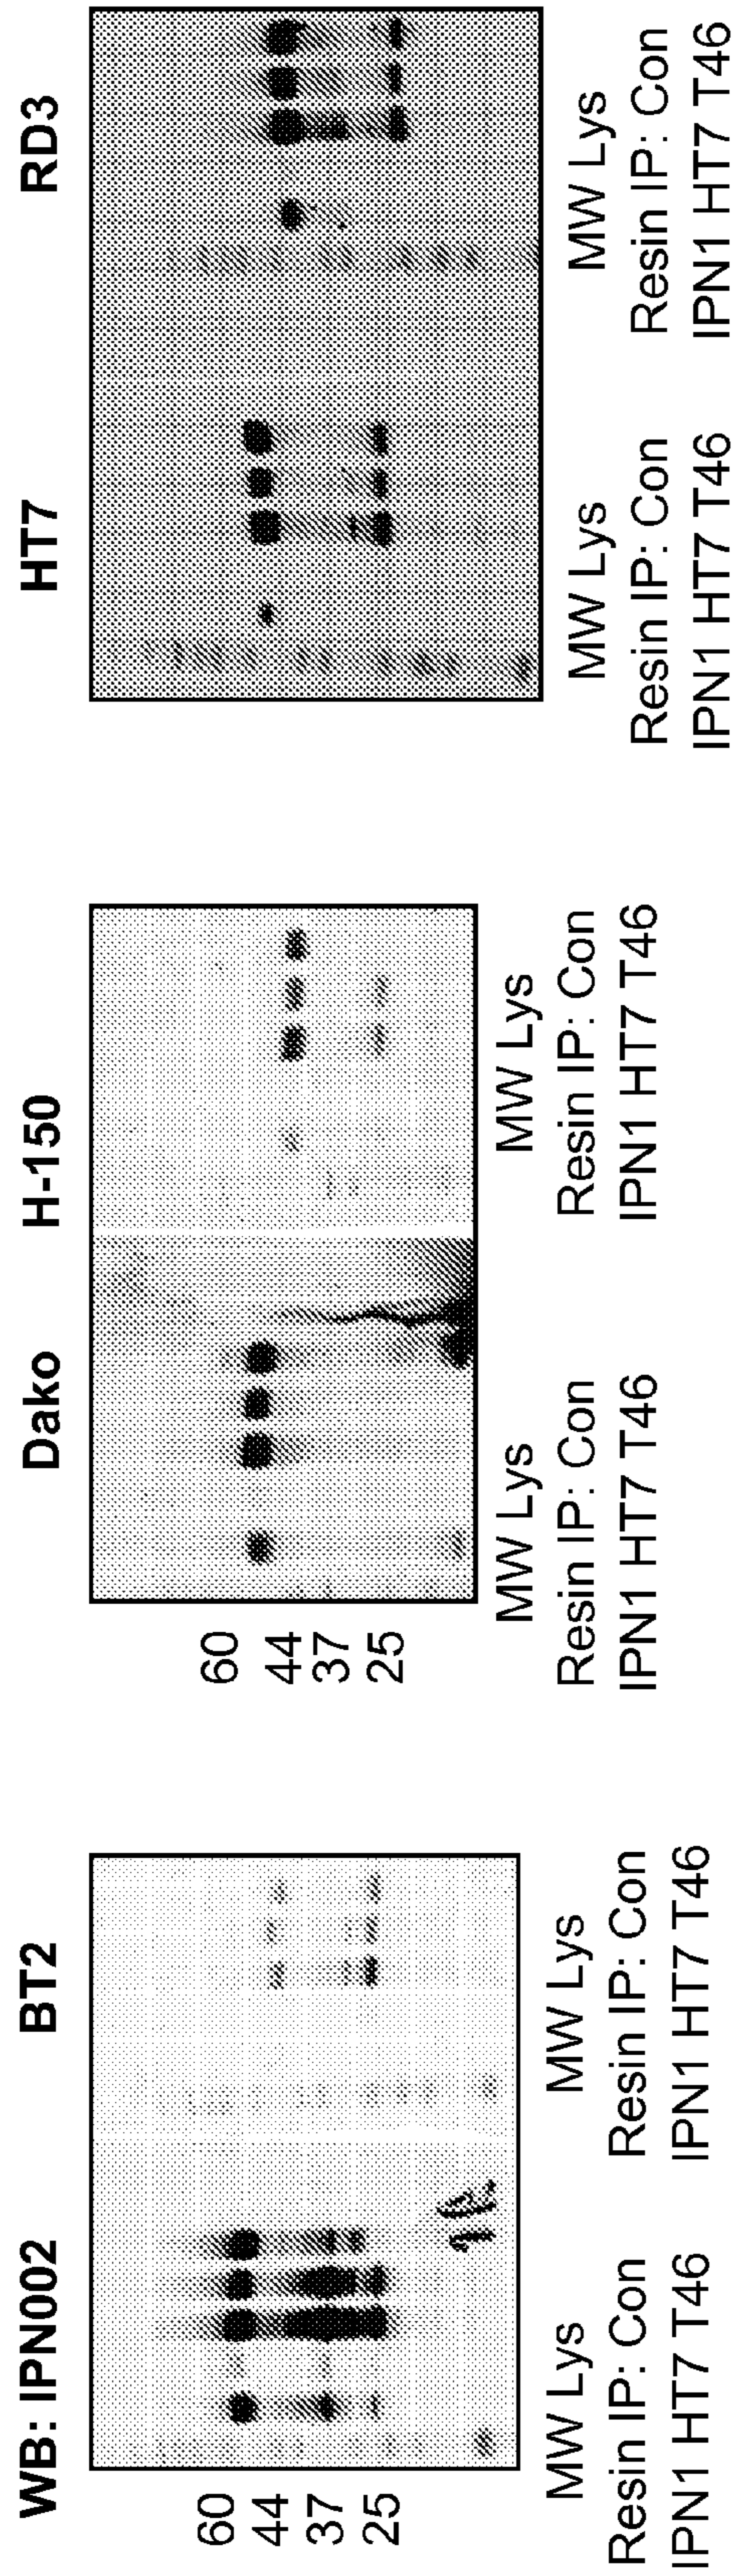 WB: IPN002 BT2
60
44
37
25
MW Lys MW Lys
Resin IP: Con Resin IP: Con
IPN1 HT7 T46 IPN1 HT7 T46
Dako H-150
60
44
37
25
MW Lys MW Lys
Resin IP: Con Resin IP: Con
IPN1 HT7 T46 IPN1 HT7 T46
HT7 RD3
MW Lys MW Lys
Resin IP: Con Resin IP: Con
IPN1 HT7 T46 IPN1 HT7 T46